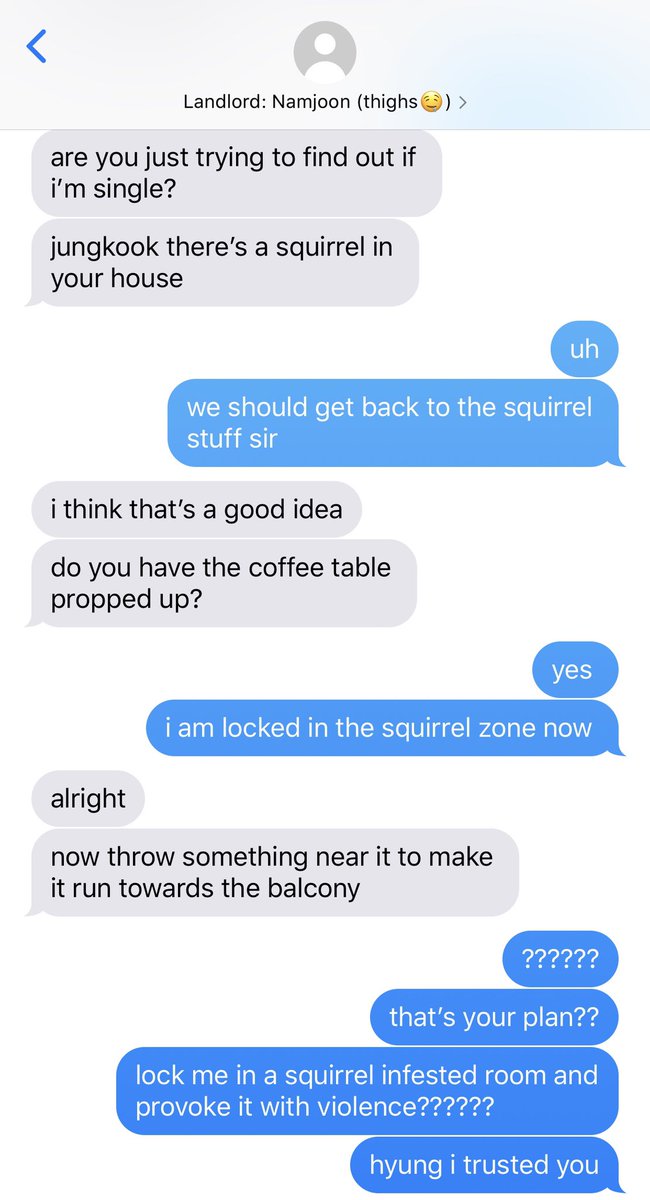 Landlord: Namjoon (thighs🤤)
are you just trying to find out if
i’m single?
jungkook there’s a squirrel in
your house
uh
we should get back to the squirrel
stuff sir
i think that’s a good idea
do you have the coffee table
propped up?
yes
i am locked in the squirrel zone now
alright
now throw something near it to make
it run towards the balcony
??????
that’s your plan??
lock me in a squirrel infested room and
provoke it with violence??????
hyung i trusted you